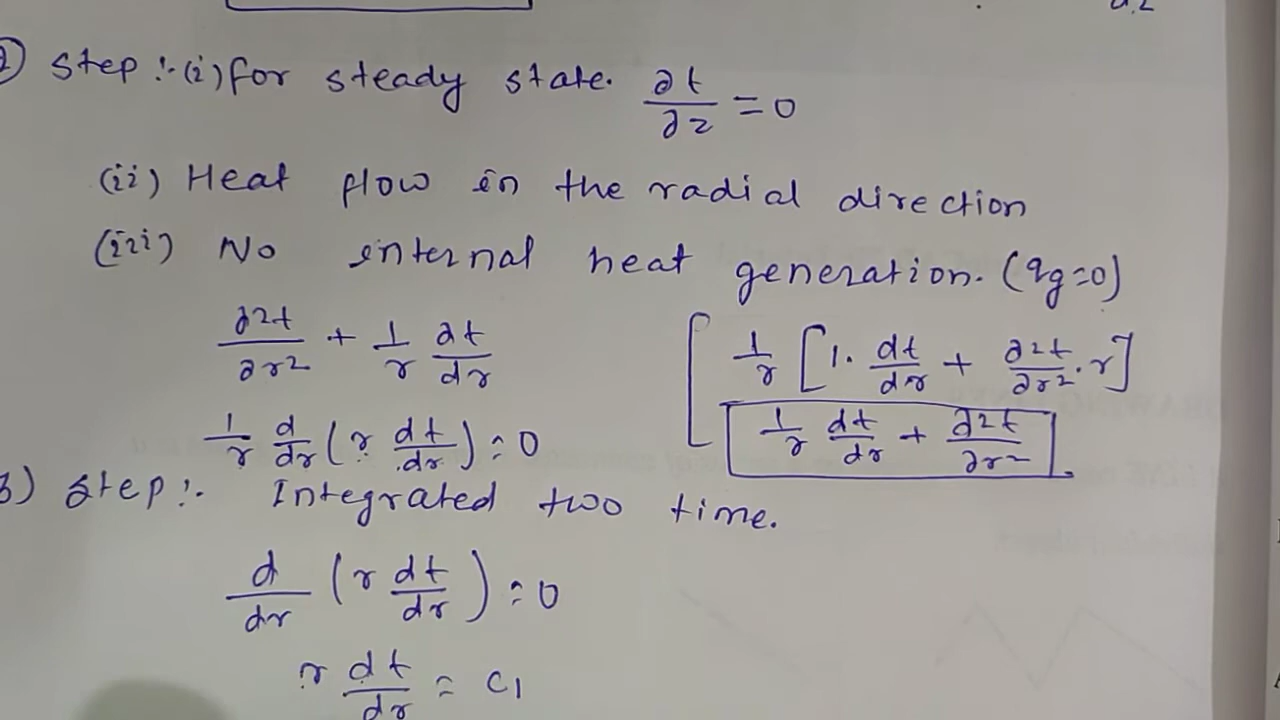 2) Step :- (i) for steady state. ∂t/∂z = 0
(ii) Heat flow in the radial direction
(iii) No internal heat generation. (qg=0)
∂2t/∂r2 + 1/r ∂t/dr
[ 1/r [1. dt/dr + ∂2t/∂r2 . r]
1/r d/dr (r dt/dr) = 0
1/r dt/dr + ∂2t/∂r2
3) Step :- Integrated two time.
d/dr (r dt/dr) = 0
r dt/dr = C1